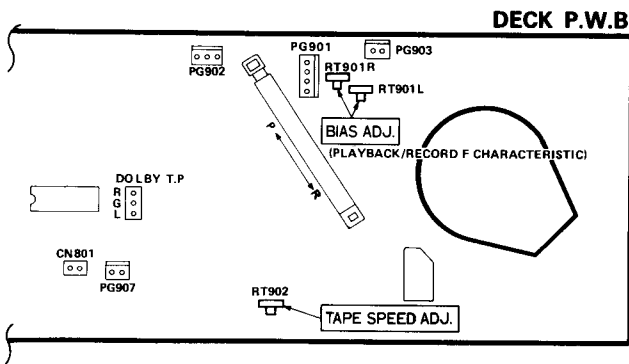 DECK P.W.B
PG902
PG901
PG903
RT901R
RT901L
BIAS ADJ.
(PLAYBACK/RECORD F CHARACTERISTIC)
P
R
DOLBY T.P
R
G
L
CN801
PG907
RT902
TAPE SPEED ADJ.